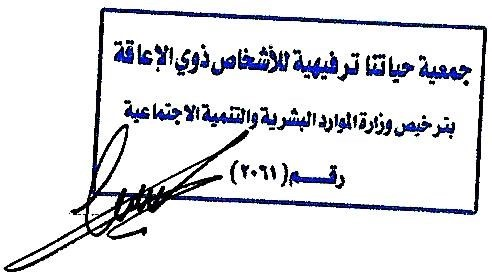 جمعية حياتنا ترفيهية للأشخاص ذوي الإعاقة
بترخيص وزارة الموارد البشرية والتنمية الاجتماعية
رقم (٢٠٦١)